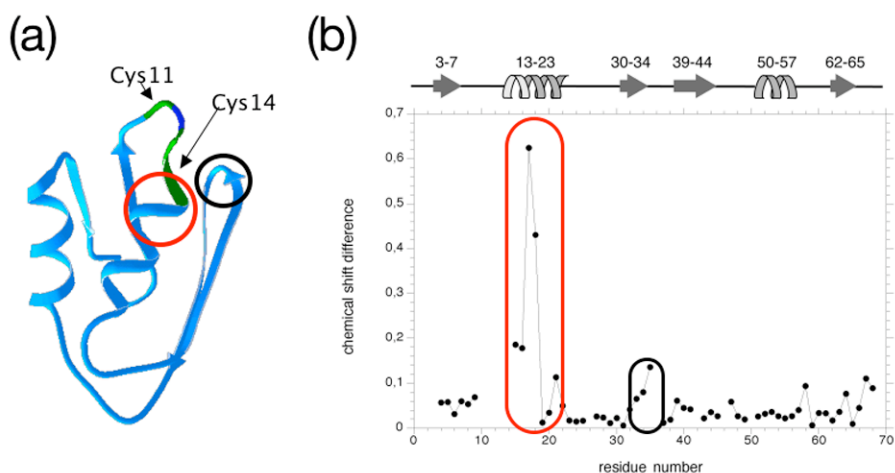 (a)
Cys11
Cys14
(b)
3-7 13-23 30-34 39-44 50-57 62-65
0,7
0,6
0,5
0,4
0,3
0,2
0,1
0
chemical shift difference
0 10 20 30 40 50 60 70
residue number